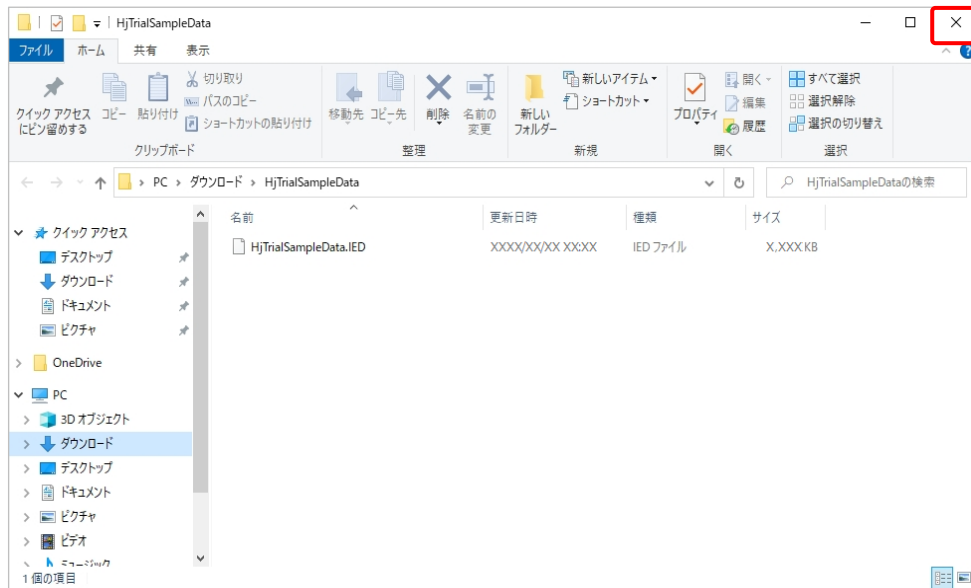 HjTrialSampleData
ファイル ホーム 共有 表示
クイック アクセス
にピン留めする
コピー
貼り付け
切り取り
パスのコピー
ショートカットの貼り付け
クリップボード
移動先
コピー先
削除
名前の
変更
整理
新しい
フォルダー
新しいアイテム
ショートカット
新規
プロパティ
開く
編集
履歴
開く
すべて選択
選択解除
選択の切り替え
選択
PC › ダウンロード › HjTrialSampleData
HjTrialSampleDataの検索
クイック アクセス
デスクトップ
ダウンロード
ドキュメント
ピクチャ
OneDrive
PC
3D オブジェクト
ダウンロード
デスクトップ
ドキュメント
ピクチャ
ビデオ
ミュージック
名前 更新日時 種類 サイズ
HjTrialSampleData.IED XXXX/XX/XX XX:XX IED ファイル X,XXX KB
1 個の項目